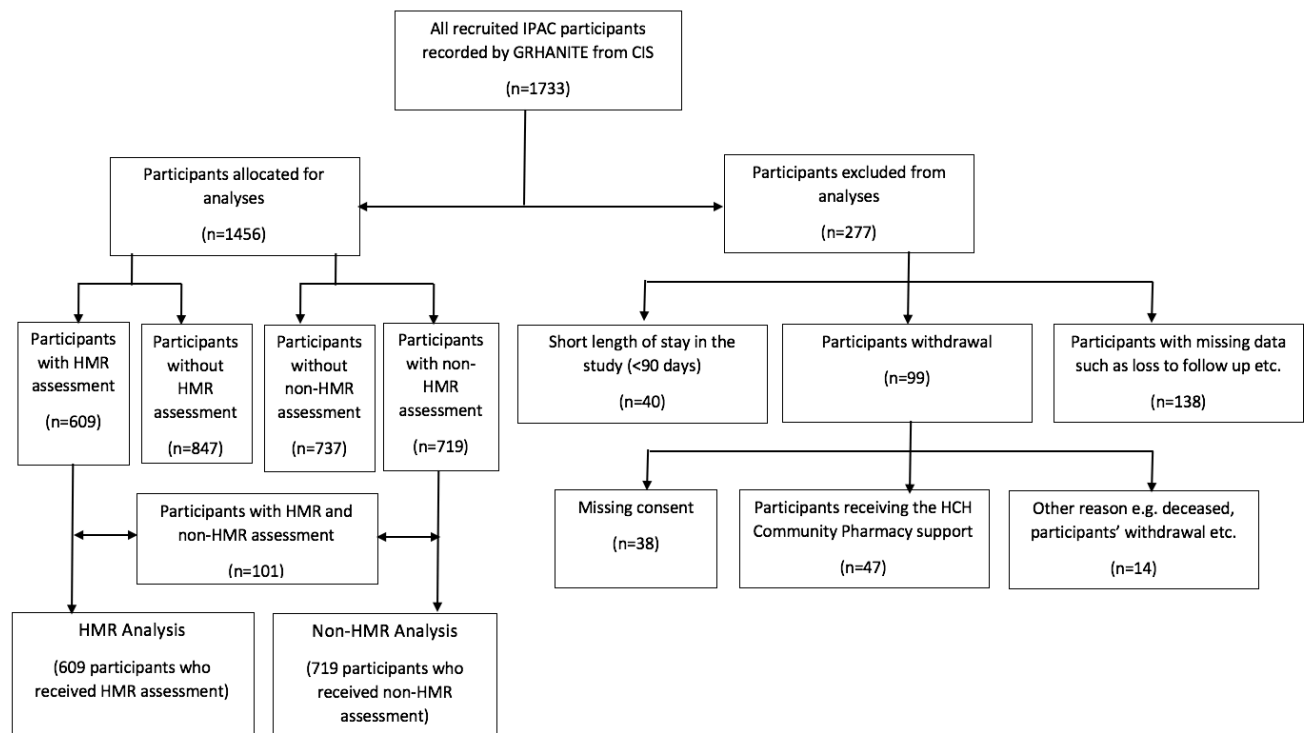 All recruited IPAC participants
recorded by GRHANITE from CIS
(n=1733)
Participants allocated for
analyses
(n=1456)
Participants excluded from
analyses
(n=277)
Participants
with HMR
assessment
(n=609)
Participants
without HMR
assessment
(n=847)
Participants
without non-HMR
assessment
(n=737)
Participants
with non-
HMR
assessment
(n=719)
Short length of stay in the
study (<90 days)
(n=40)
Participants withdrawal
(n=99)
Participants with missing data
such as loss to follow up etc.
(n=138)
Participants with HMR and
non-HMR assessment
(n=101)
Missing consent
(n=38)
Participants receiving the HCH
Community Pharmacy support
(n=47)
Other reason e.g. deceased,
participants’ withdrawal etc.
(n=14)
HMR Analysis
(609 participants who
received HMR assessment)
Non-HMR Analysis
(719 participants who
received non-HMR
assessment)